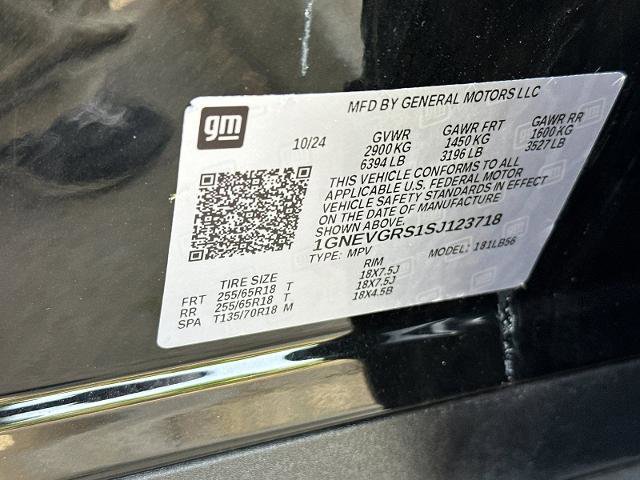 gm
MFD BY GENERAL MOTORS LLC
10/24 GVWR GAWR FRT GAWR RR
2900 KG 1450 KG 1600 KG
6394 LB 3196 LB 3527 LB
THIS VEHICLE CONFORMS TO ALL
APPLICABLE U.S. FEDERAL MOTOR
VEHICLE SAFETY STANDARDS IN EFFECT
ON THE DATE OF MANUFACTURE
SHOWN ABOVE.
1GNEVGRS1SJ123718
TYPE: MPV MODEL: 181LB56
TIRE SIZE RIM
FRT 255/65R18 T 18X7.5J
RR 255/65R18 T 18X7.5J
SPA T135/70R18 M 18X4.5B